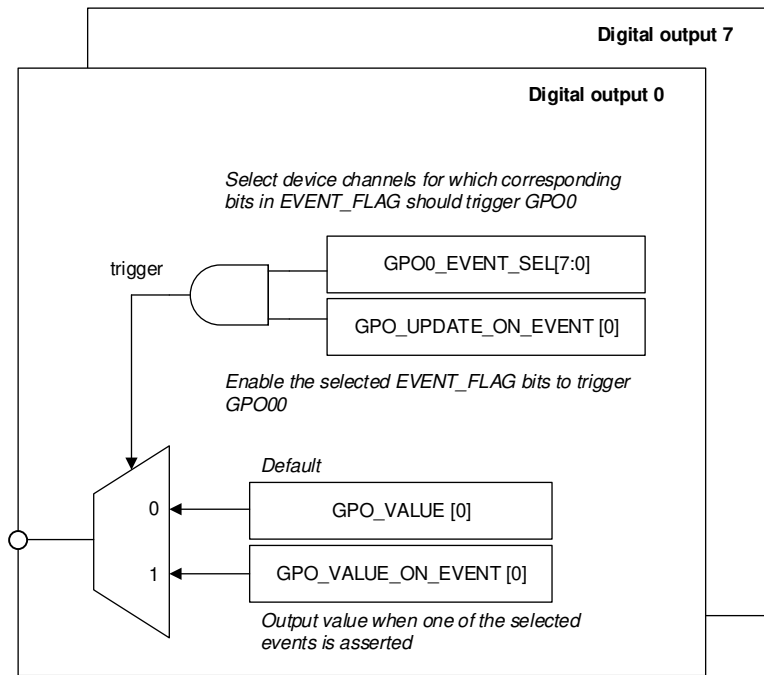 Digital output 7
Digital output 0
Select device channels for which corresponding
bits in EVENT_FLAG should trigger GPO0
trigger
GPO0_EVENT_SEL[7:0]
GPO_UPDATE_ON_EVENT [0]
Enable the selected EVENT_FLAG bits to trigger
GPO00
Default
0
GPO_VALUE [0]
1
GPO_VALUE_ON_EVENT [0]
Output value when one of the selected
events is asserted